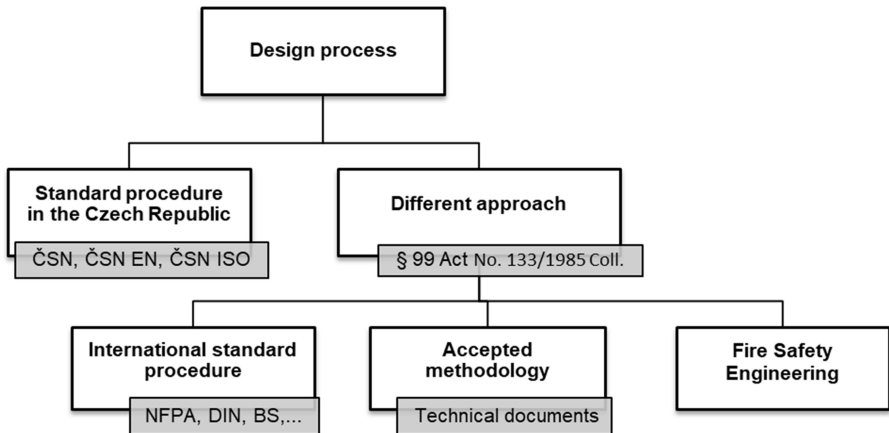 Design process
Standard procedure
in the Czech Republic
ČSN, ČSN EN, ČSN ISO
Different approach
§ 99 Act No. 133/1985 Coll.
International standard
procedure
NFPA, DIN, BS,...
Accepted
methodology
Technical documents
Fire Safety
Engineering